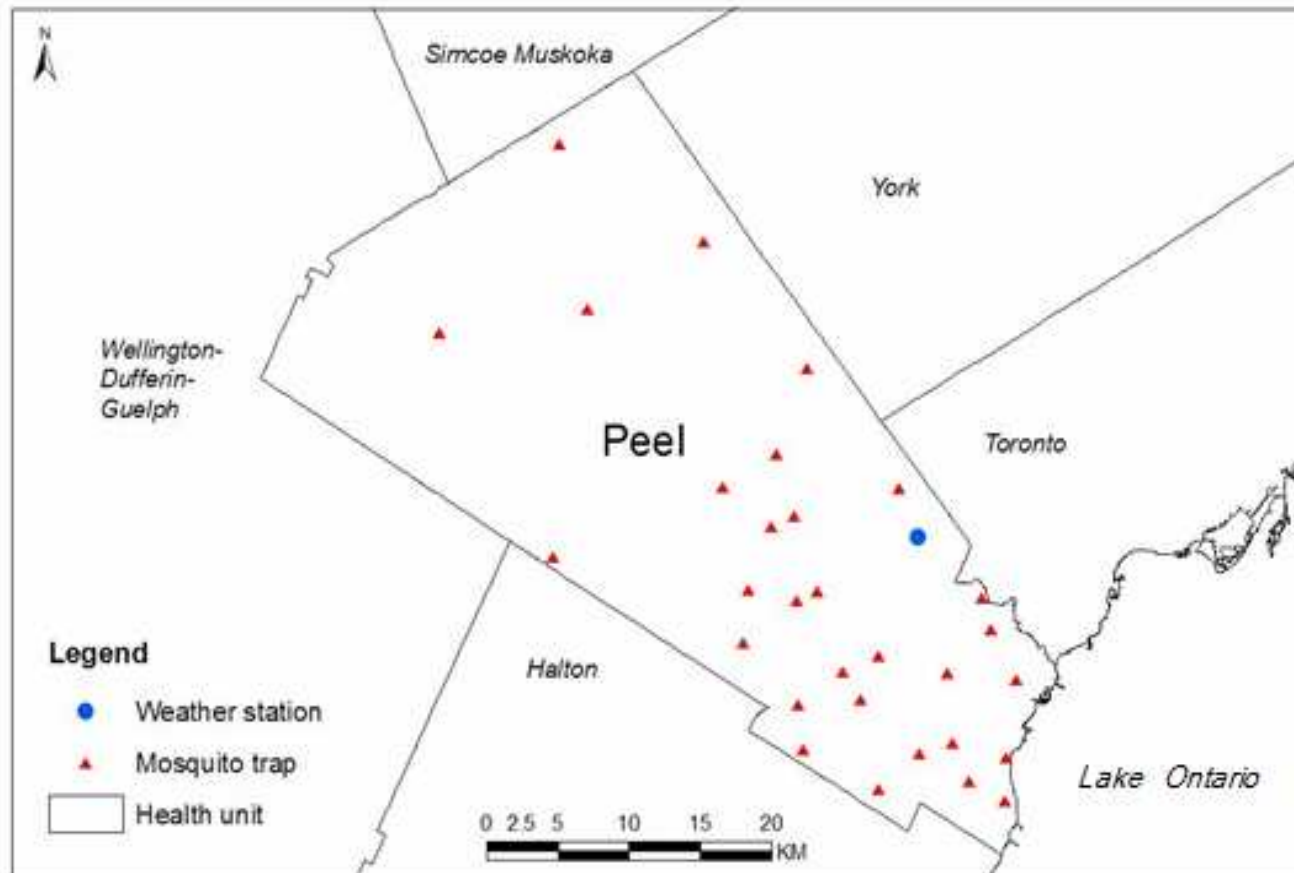 N
Simcoe Muskoka
York
Wellington-
Dufferin-
Guelph
Peel
Toronto
Halton
Lake Ontario
Legend
Weather station
Mosquito trap
Health unit
0 2.5 5 10 15 20
KM